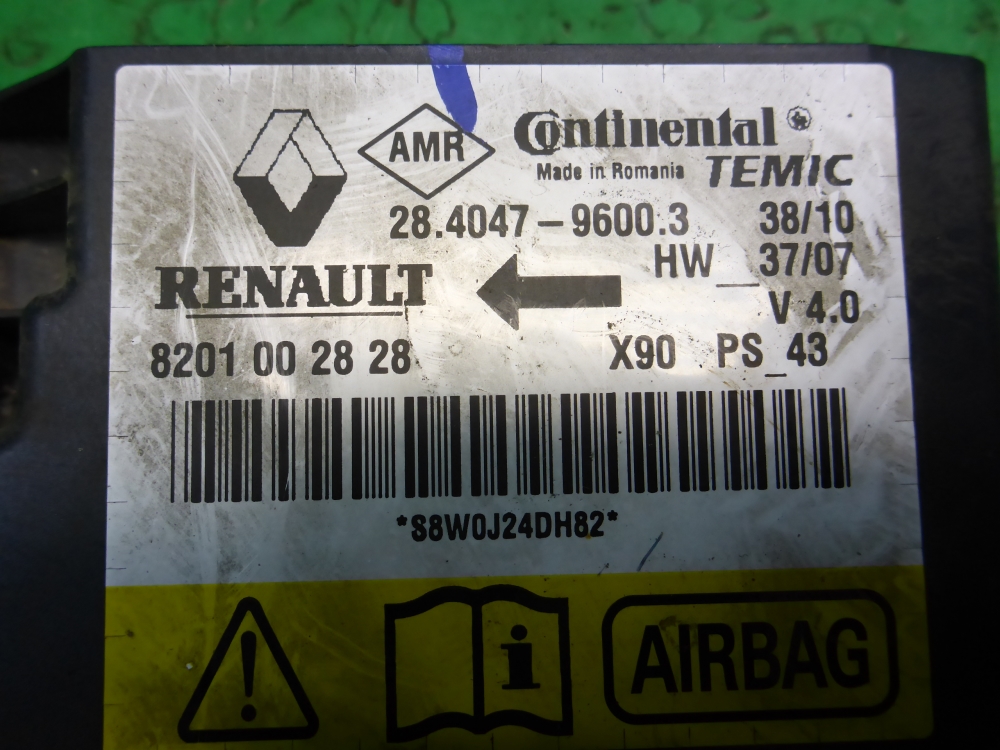 AMR Continental
Made in Romania TEMIC
28.4047-9600.3 38/10
HW_ 37/07
RENAULT
V 4.0
8201 00 28 28 X90 PS_43
*S8W0J24DH82*
AIRBAG